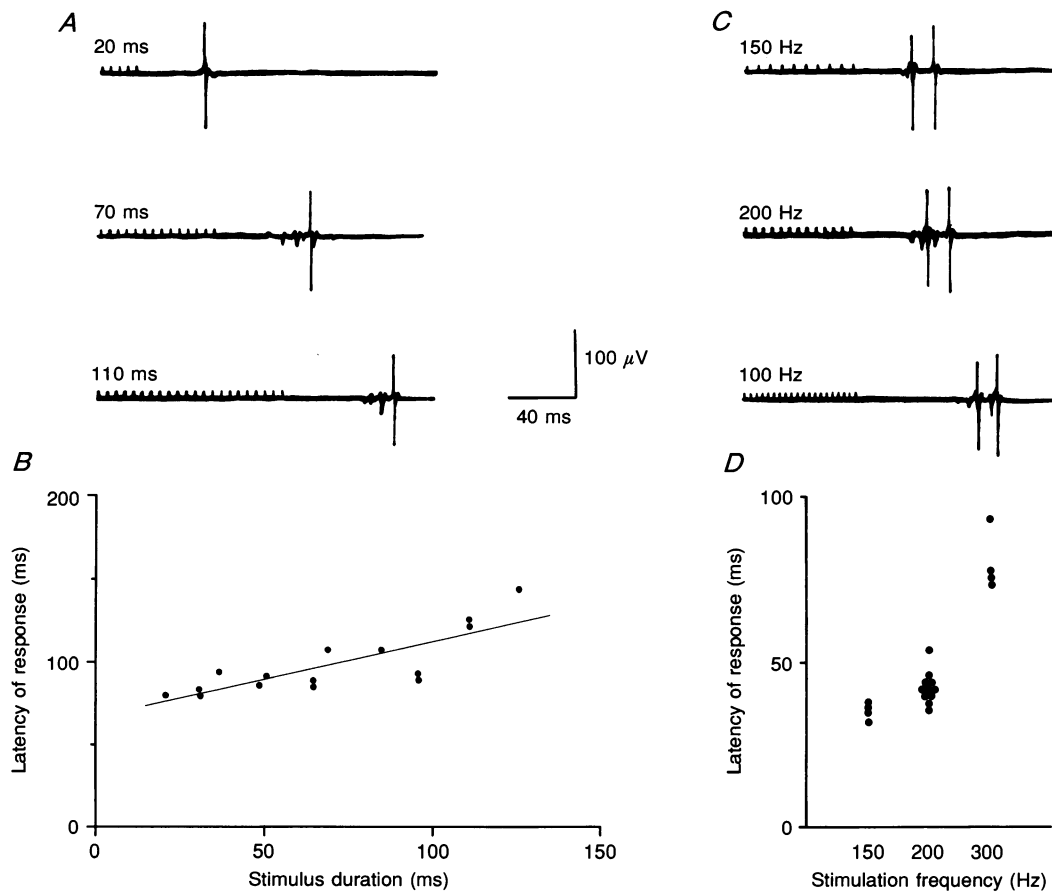 A
20 ms
70 ms
110 ms
100 μV
40 ms
C
150 Hz
200 Hz
100 Hz
B
Latency of response (ms)
200
100
0
0 50 100 150
Stimulus duration (ms)
D
Latency of response (ms)
100
50
0
150 200 300
Stimulation frequency (Hz)